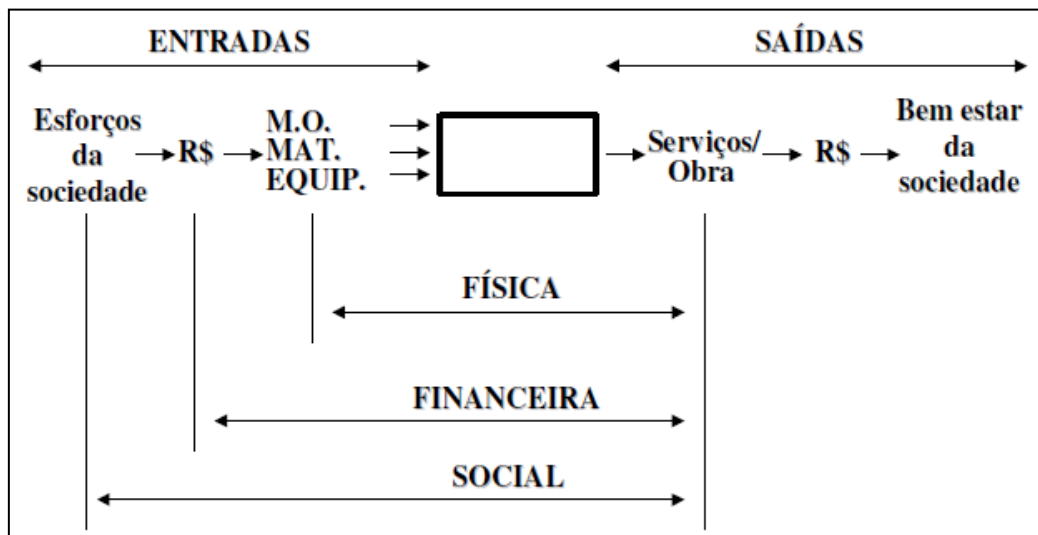 ENTRADAS
SAÍDAS
Esforços
da
sociedade
R$
M.O.
MAT.
EQUIP.
Serviços/
Obra
R$
Bem estar
da
sociedade
FÍSICA
FINANCEIRA
SOCIAL